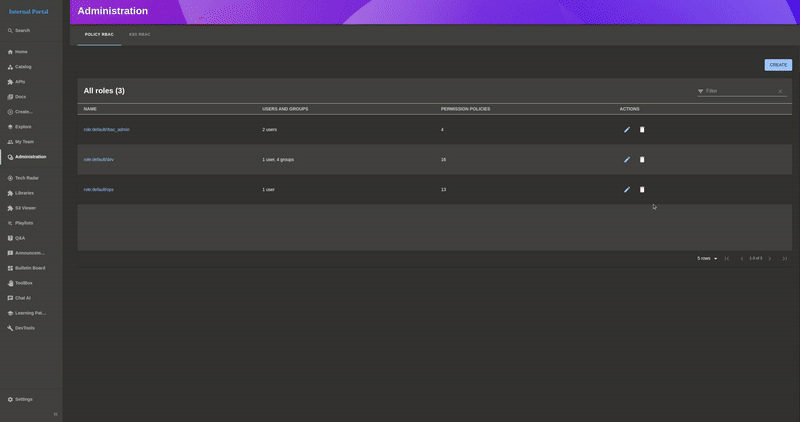 Internal Portal
Search
Home
Catalog
APIs
Docs
Create...
Explore
My Team
Administration
Tech Radar
Libraries
S3 Viewer
Playlists
Q&A
Announcem...
Bulletin Board
ToolBox
Chat AI
Learning Pat...
DevTools
Settings
Administration
POLICY RBAC K8S RBAC
CREATE
All roles (3)
Filter
NAME USERS AND GROUPS PERMISSION POLICIES ACTIONS
role:default/rbac_admin 2 users 4
role:default/dev 1 user, 4 groups 16
role:default/ops 1 user 13
5 rows 1-3 of 3